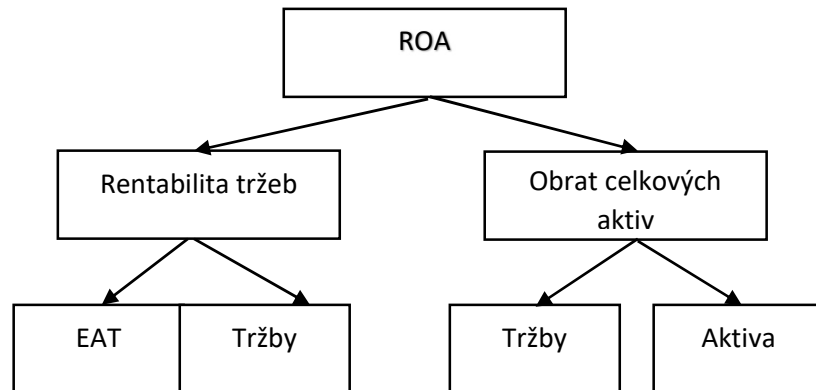 ROA
Rentabilita tržeb
Obrat celkových
aktiv
EAT
Tržby
Tržby
Aktiva